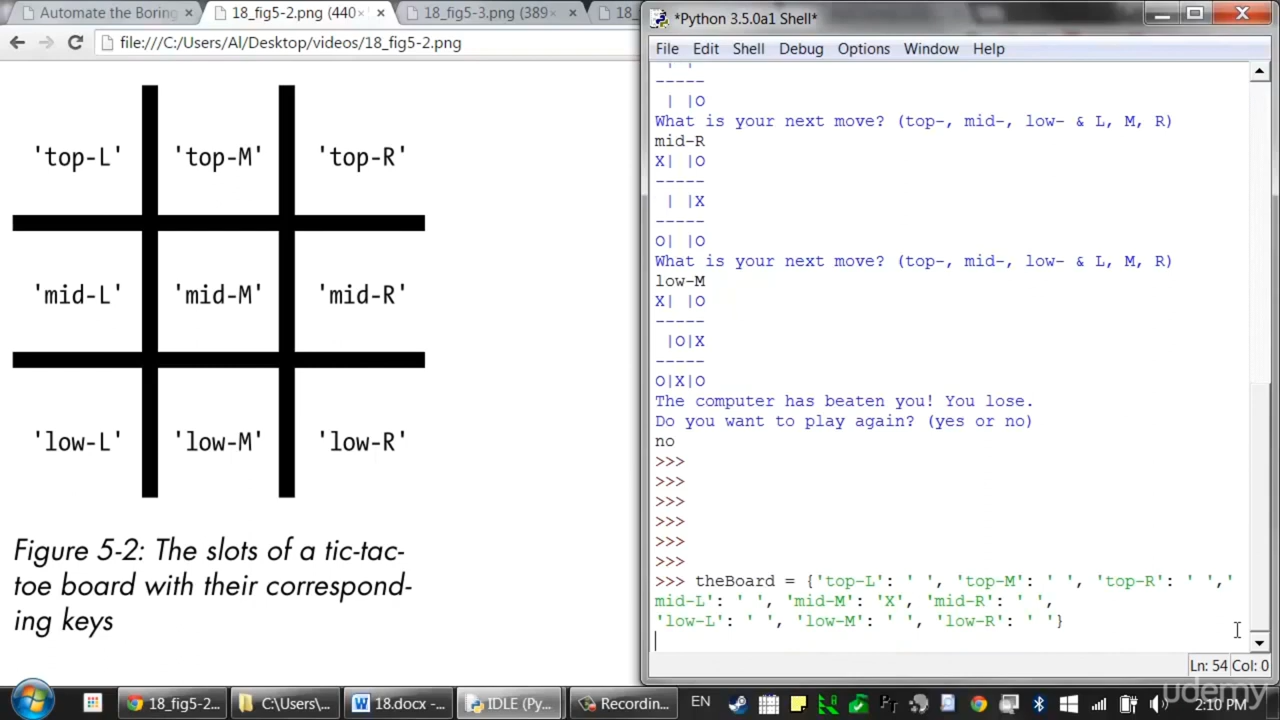 Automate the Boring
18_fig5-2.png (440×
18_fig5-3.png (389×
18_
*Python 3.5.0a1 Shell*
file:///C:/Users/Al/Desktop/videos/18_fig5-2.png
File Edit Shell Debug Options Window Help
'top-L' 'top-M' 'top-R'
'mid-L' 'mid-M' 'mid-R'
'low-L' 'low-M' 'low-R'
Figure 5-2: The slots of a tic-tac-
toe board with their correspond-
ing keys
-----
 | |O
What is your next move? (top-, mid-, low- & L, M, R)
mid-R
X| |O
-----
 | |X
-----
O| |O
What is your next move? (top-, mid-, low- & L, M, R)
low-M
X| |O
-----
 |O|X
-----
O|X|O
The computer has beaten you! You lose.
Do you want to play again? (yes or no)
no
>>>
>>>
>>>
>>>
>>>
>>>
>>> theBoard = {'top-L': ' ', 'top-M': ' ', 'top-R': ' ','
mid-L': ' ', 'mid-M': 'X', 'mid-R': ' ',
'low-L': ' ', 'low-M': ' ', 'low-R': ' '}
Ln: 54 Col: 0
18_fig5-2... C:\Users\... 18.docx -... IDLE (Py... Recordin... EN 2:10 PM
udemy